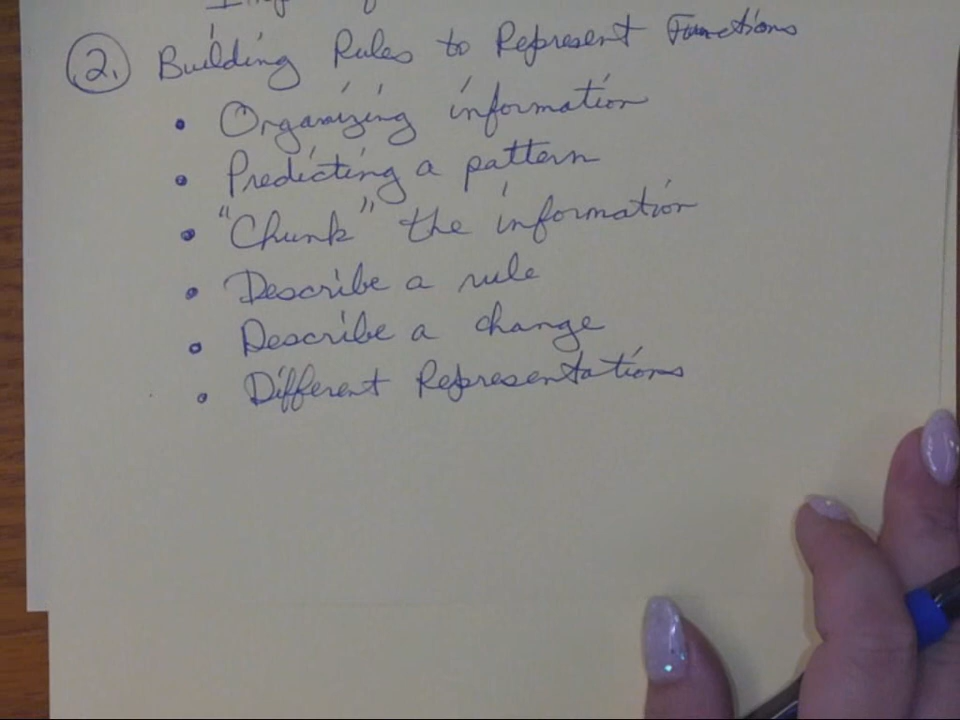 2. Building Rules to Represent Functions
• Organizing information
• Predicting a pattern
• "Chunk" the information
• Describe a rule
• Describe a change
• Different Representations